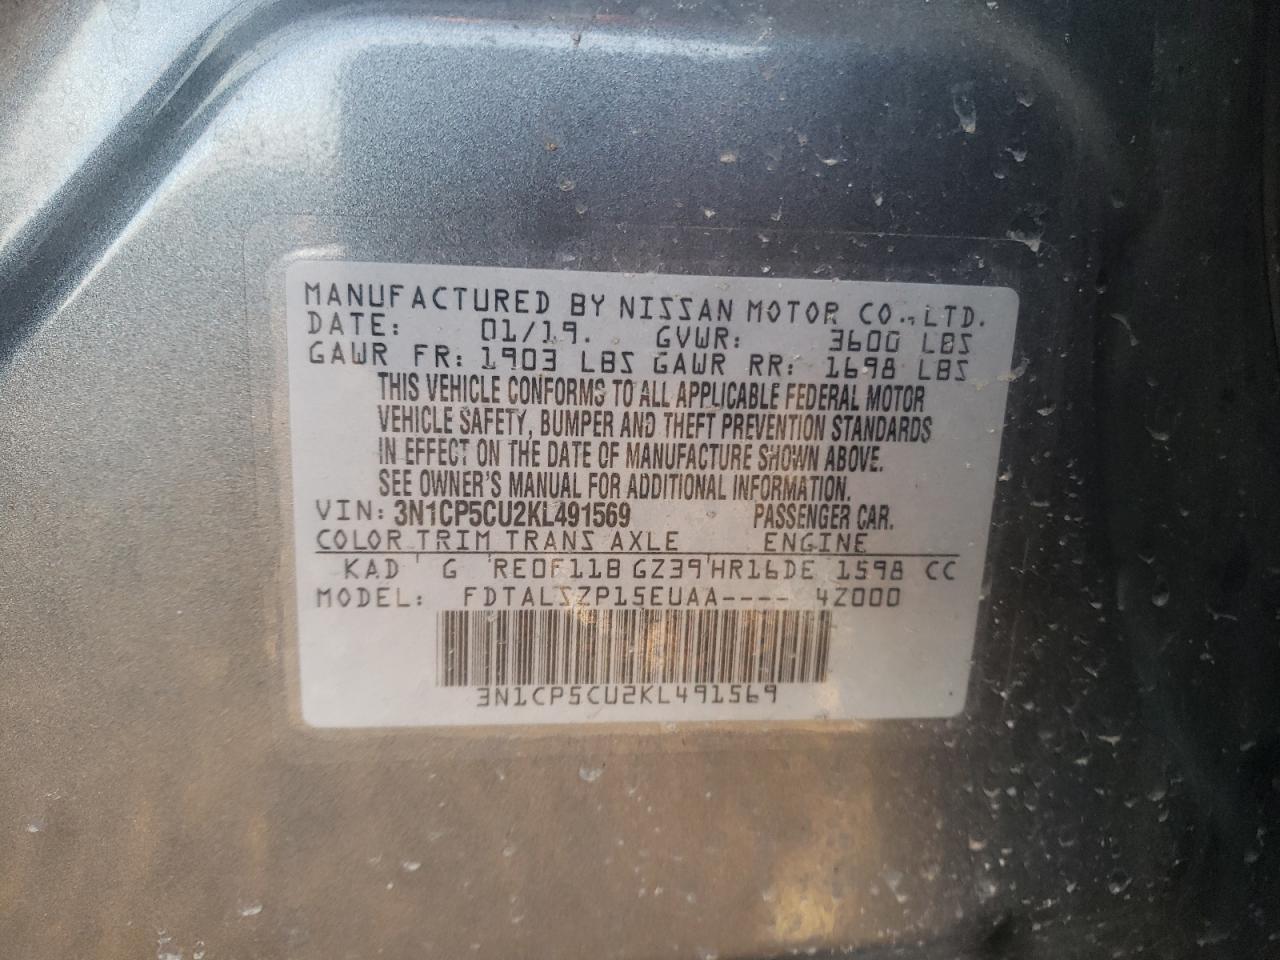 MANUFACTURED BY NISSAN MOTOR CO., LTD.
DATE: 01/19. GVWR: 3600 LBS
GAWR FR: 1903 LBS GAWR RR: 1698 LBS
THIS VEHICLE CONFORMS TO ALL APPLICABLE FEDERAL MOTOR
VEHICLE SAFETY, BUMPER AND THEFT PREVENTION STANDARDS
IN EFFECT ON THE DATE OF MANUFACTURE SHOWN ABOVE.
SEE OWNER'S MANUAL FOR ADDITIONAL INFORMATION.
VIN: 3N1CP5CU2KL491569 PASSENGER CAR.
COLOR TRIM TRANS AXLE ENGINE
KAD G RE0F11B GZ39 HR16DE 1598 CC
MODEL: FDTALSZP15EUAA---- 4Z000
3N1CP5CU2KL491569